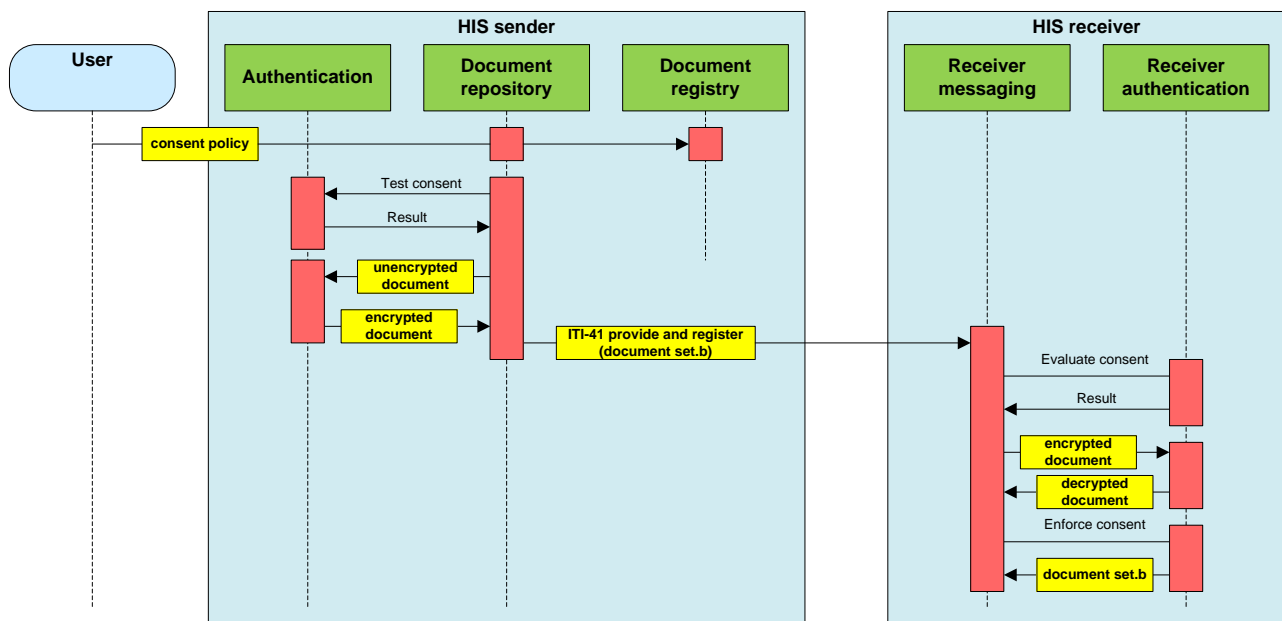 HIS sender
HIS receiver
User
Authentication
Document
repository
Document
registry
Receiver
messaging
Receiver
authentication
consent policy
Test consent
Result
unencrypted
document
encrypted
document
ITI-41 provide and register
(document set.b)
Evaluate consent
Result
encrypted
document
decrypted
document
Enforce consent
document set.b